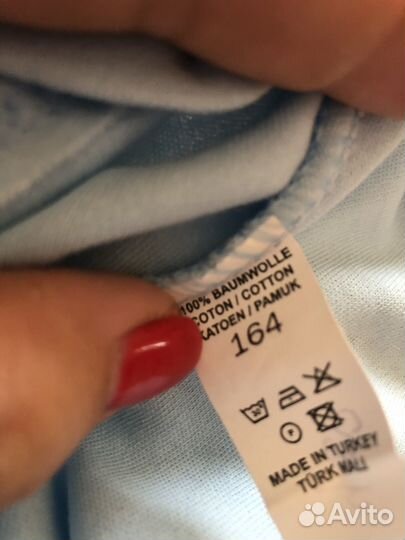 100% BAUMWOLLE
COTON / COTTON
KATOEN / PAMUK
164
MADE IN TURKEY
TÜRK MALI
Avito